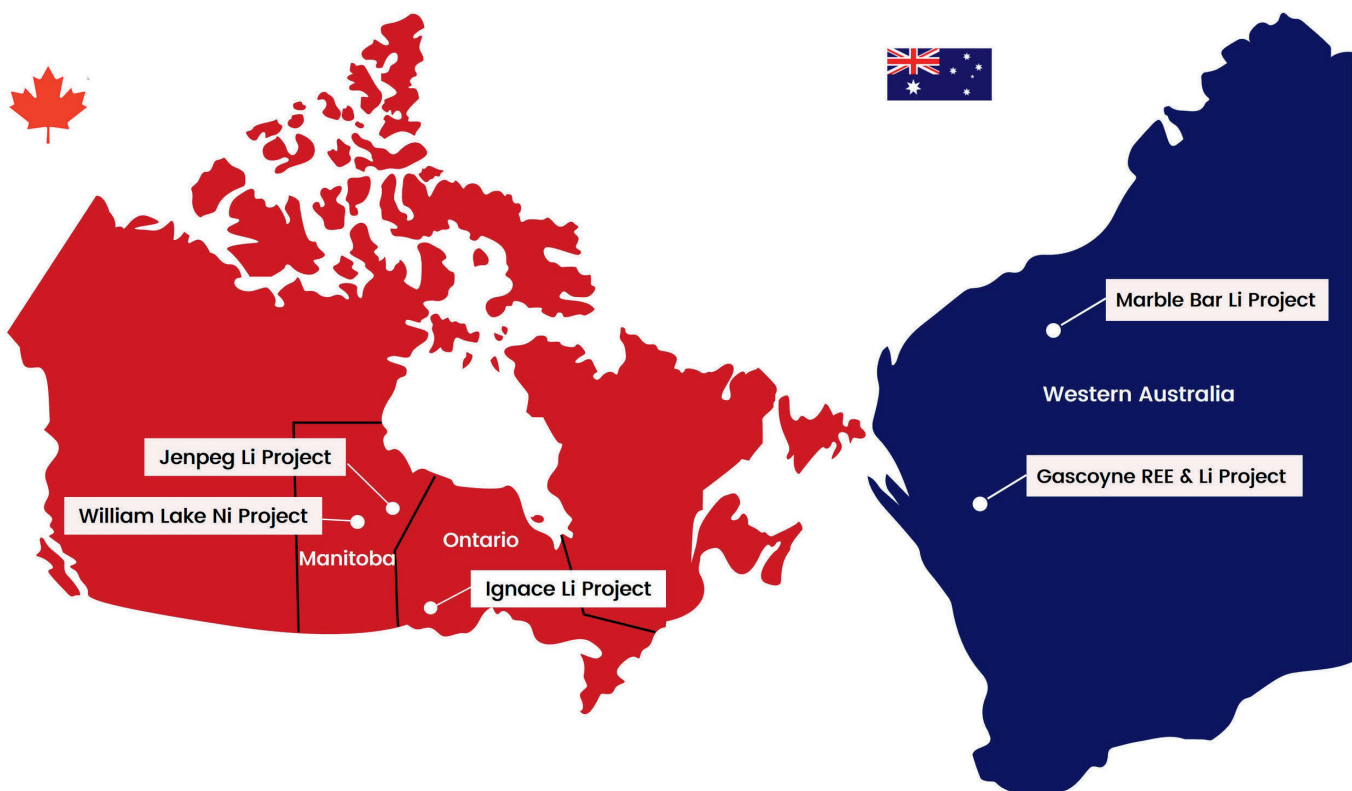 Jenpeg Li Project
William Lake Ni Project
Manitoba
Ontario
Ignace Li Project
Marble Bar Li Project
Western Australia
Gascoyne REE & Li Project